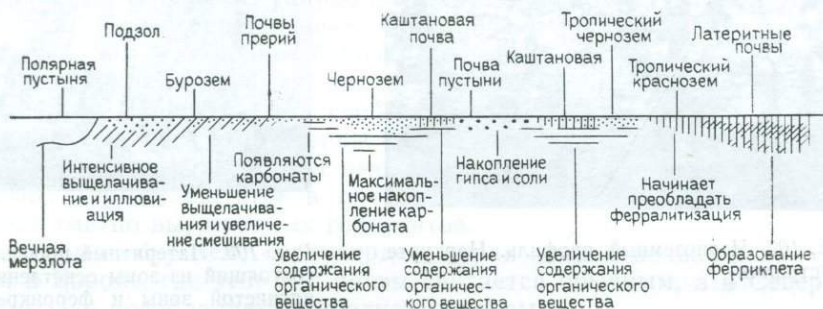 Полярная
пустыня
Подзол
Бурозем
Почвы
прерий
Чернозем
Каштановая
почва
Почва
пустыни
Каштановая
Тропический
чернозем
Тропический
краснозем
Латеритные
почвы
Вечная
мерзлота
Интенсивное
выщелачива-
ние и иллюви-
ация
Уменьшение
выщелачива-
ния и увеличе-
ние смешивания
Появляются
карбонаты
Увеличение
содержания
органического
вещества
Максималь-
ное накоп-
ление кар-
боната
Уменьшение
содержания
органичес-
кого вещества
Накопление
гипса и соли
Увеличение
содержания
органического
вещества
Начинает
преобладать
ферралитизация
Образование
ферриклета